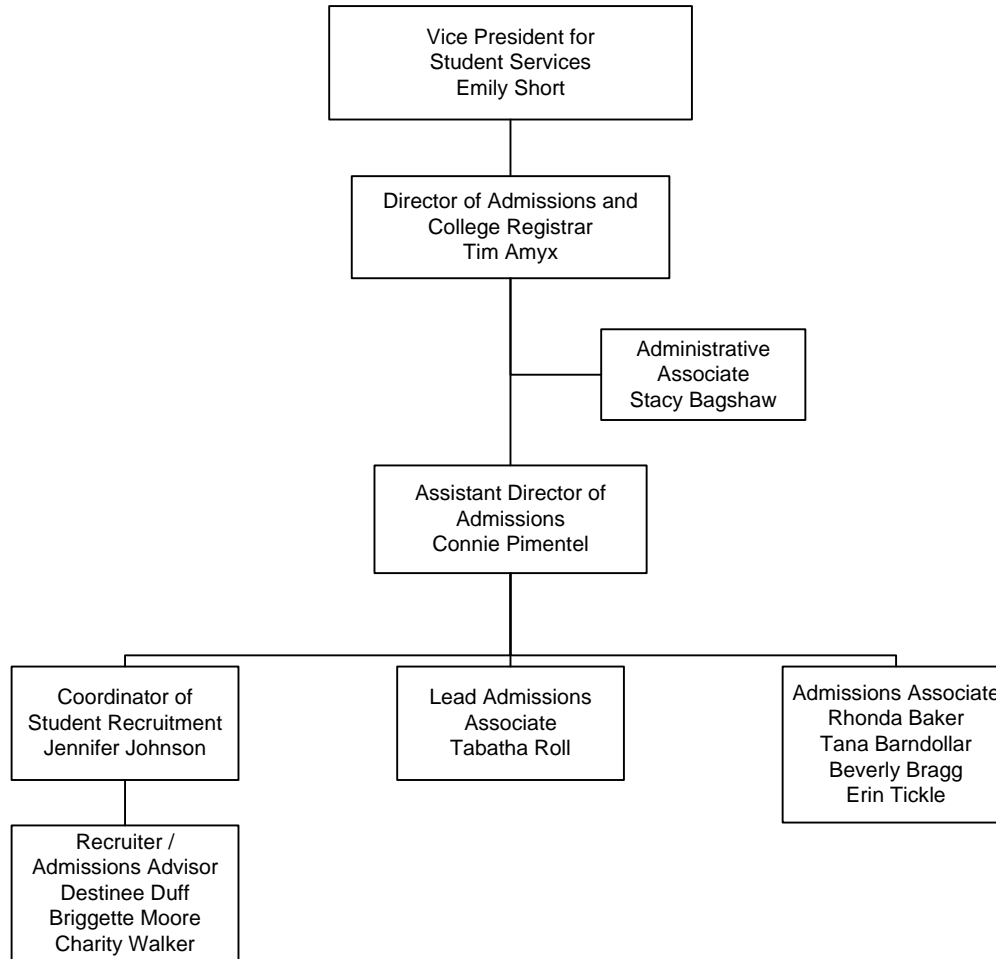 Vice President for
Student Services
Emily Short
Director of Admissions and
College Registrar
Tim Amyx
Administrative
Associate
Stacy Bagshaw
Assistant Director of
Admissions
Connie Pimentel
Coordinator of
Student Recruitment
Jennifer Johnson
Lead Admissions
Associate
Tabatha Roll
Admissions Associate
Rhonda Baker
Tana Barndollar
Beverly Bragg
Erin Tickle
Recruiter /
Admissions Advisor
Destinee Duff
Briggette Moore
Charity Walker